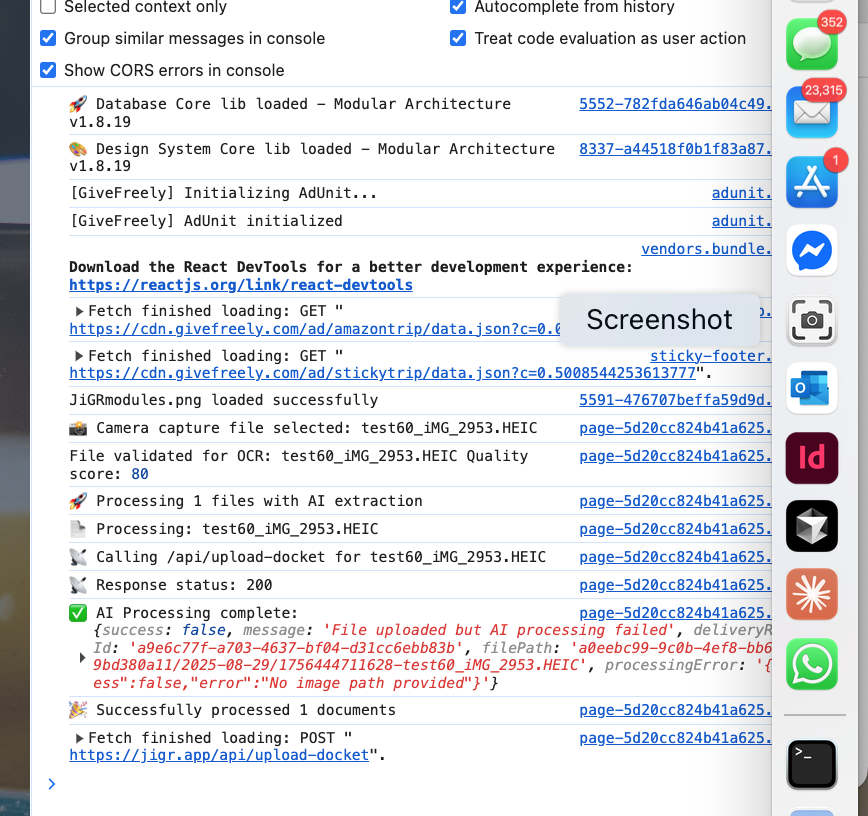 Selected context only
Autocomplete from history
Group similar messages in console
Treat code evaluation as user action
Show CORS errors in console
🚀 Database Core lib loaded – Modular Architecture 5552-782fda646ab04c49.
v1.8.19
🎨 Design System Core lib loaded – Modular Architecture 8337-a44518f0b1f83a87.
v1.8.19
[GiveFreely] Initializing AdUnit... adunit.
[GiveFreely] AdUnit initialized adunit.
vendors.bundle.
Download the React DevTools for a better development experience:
https://reactjs.org/link/react-devtools
Fetch finished loading: GET "
https://cdn.givefreely.com/ad/amazontrip/data.json?c=0.0
Screenshot
Fetch finished loading: GET " sticky-footer.
https://cdn.givefreely.com/ad/stickytrip/data.json?c=0.5008544253613777".
JiGRmodules.png loaded successfully 5591-476707beffa59d9d.
📸 Camera capture file selected: test60_iMG_2953.HEIC page-5d20cc824b41a625.
File validated for OCR: test60_iMG_2953.HEIC Quality page-5d20cc824b41a625.
score: 80
🚀 Processing 1 files with AI extraction page-5d20cc824b41a625.
📄 Processing: test60_iMG_2953.HEIC page-5d20cc824b41a625.
📡 Calling /api/upload-docket for test60_iMG_2953.HEIC page-5d20cc824b41a625.
📡 Response status: 200 page-5d20cc824b41a625.
✅ AI Processing complete: page-5d20cc824b41a625.
{success: false, message: 'File uploaded but AI processing failed', deliveryR
Id: 'a9e6c77f-a703-4637-bf04-d31cc6ebb83b', filePath: 'a0eebc99-9c0b-4ef8-bb6
9bd380a11/2025-08-29/1756444711628-test60_iMG_2953.HEIC', processingError: '{
ess":false,"error":"No image path provided"}'}
🎉 Successfully processed 1 documents page-5d20cc824b41a625.
Fetch finished loading: POST " page-5d20cc824b41a625.
https://jigr.app/api/upload-docket".
352
23,315
1
Id